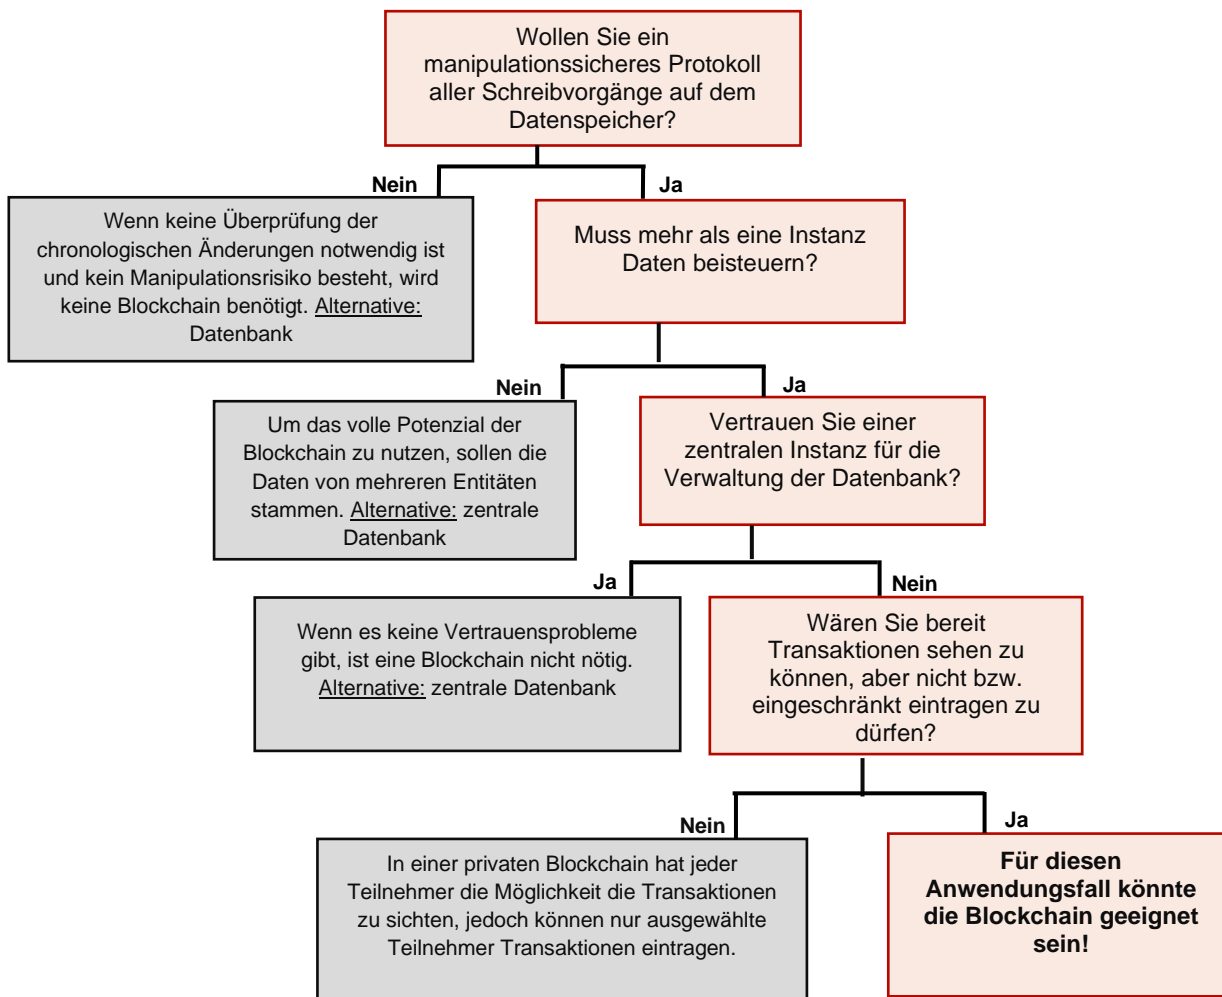 Wollen Sie ein
manipulationssicheres Protokoll
aller Schreibvorgänge auf dem
Datenspeicher?
Nein
Ja
Wenn keine Überprüfung der
chronologischen Änderungen notwendig ist
und kein Manipulationsrisiko besteht, wird
keine Blockchain benötigt. Alternative:
Datenbank
Muss mehr als eine Instanz
Daten beisteuern?
Nein
Ja
Um das volle Potenzial der
Blockchain zu nutzen, sollen die
Daten von mehreren Entitäten
stammen. Alternative: zentrale
Datenbank
Vertrauen Sie einer
zentralen Instanz für die
Verwaltung der Datenbank?
Ja
Nein
Wenn es keine Vertrauensprobleme
gibt, ist eine Blockchain nicht nötig.
Alternative: zentrale Datenbank
Wären Sie bereit
Transaktionen sehen zu
können, aber nicht bzw.
eingeschränkt eintragen zu
dürfen?
Nein
Ja
In einer privaten Blockchain hat jeder
Teilnehmer die Möglichkeit die Transaktionen
zu sichten, jedoch können nur ausgewählte
Teilnehmer Transaktionen eintragen.
Für diesen
Anwendungsfall könnte
die Blockchain geeignet
sein!